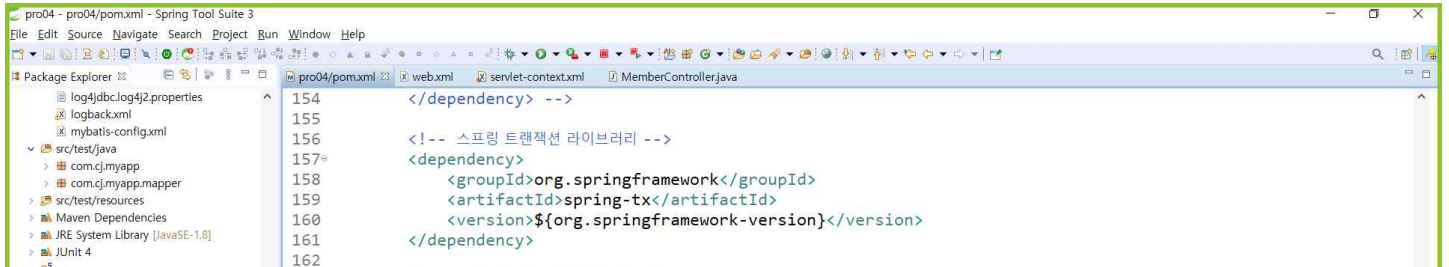 pro04 - pro04/pom.xml - Spring Tool Suite 3
File Edit Source Navigate Search Project Run Window Help
Package Explorer
pro04/pom.xml web.xml servlet-context.xml MemberController.java
log4jdbc.log4j2.properties
logback.xml
mybatis-config.xml
src/test/java
com.cj.myapp
com.cj.myapp.mapper
src/test/resources
Maven Dependencies
JRE System Library [JavaSE-1.8]
JUnit 4
154 </dependency> -->
155
156 <!-- 스프링 트랜잭션 라이브러리 -->
157 <dependency>
158 <groupId>org.springframework</groupId>
159 <artifactId>spring-tx</artifactId>
160 <version>${org.springframework-version}</version>
161 </dependency>
162